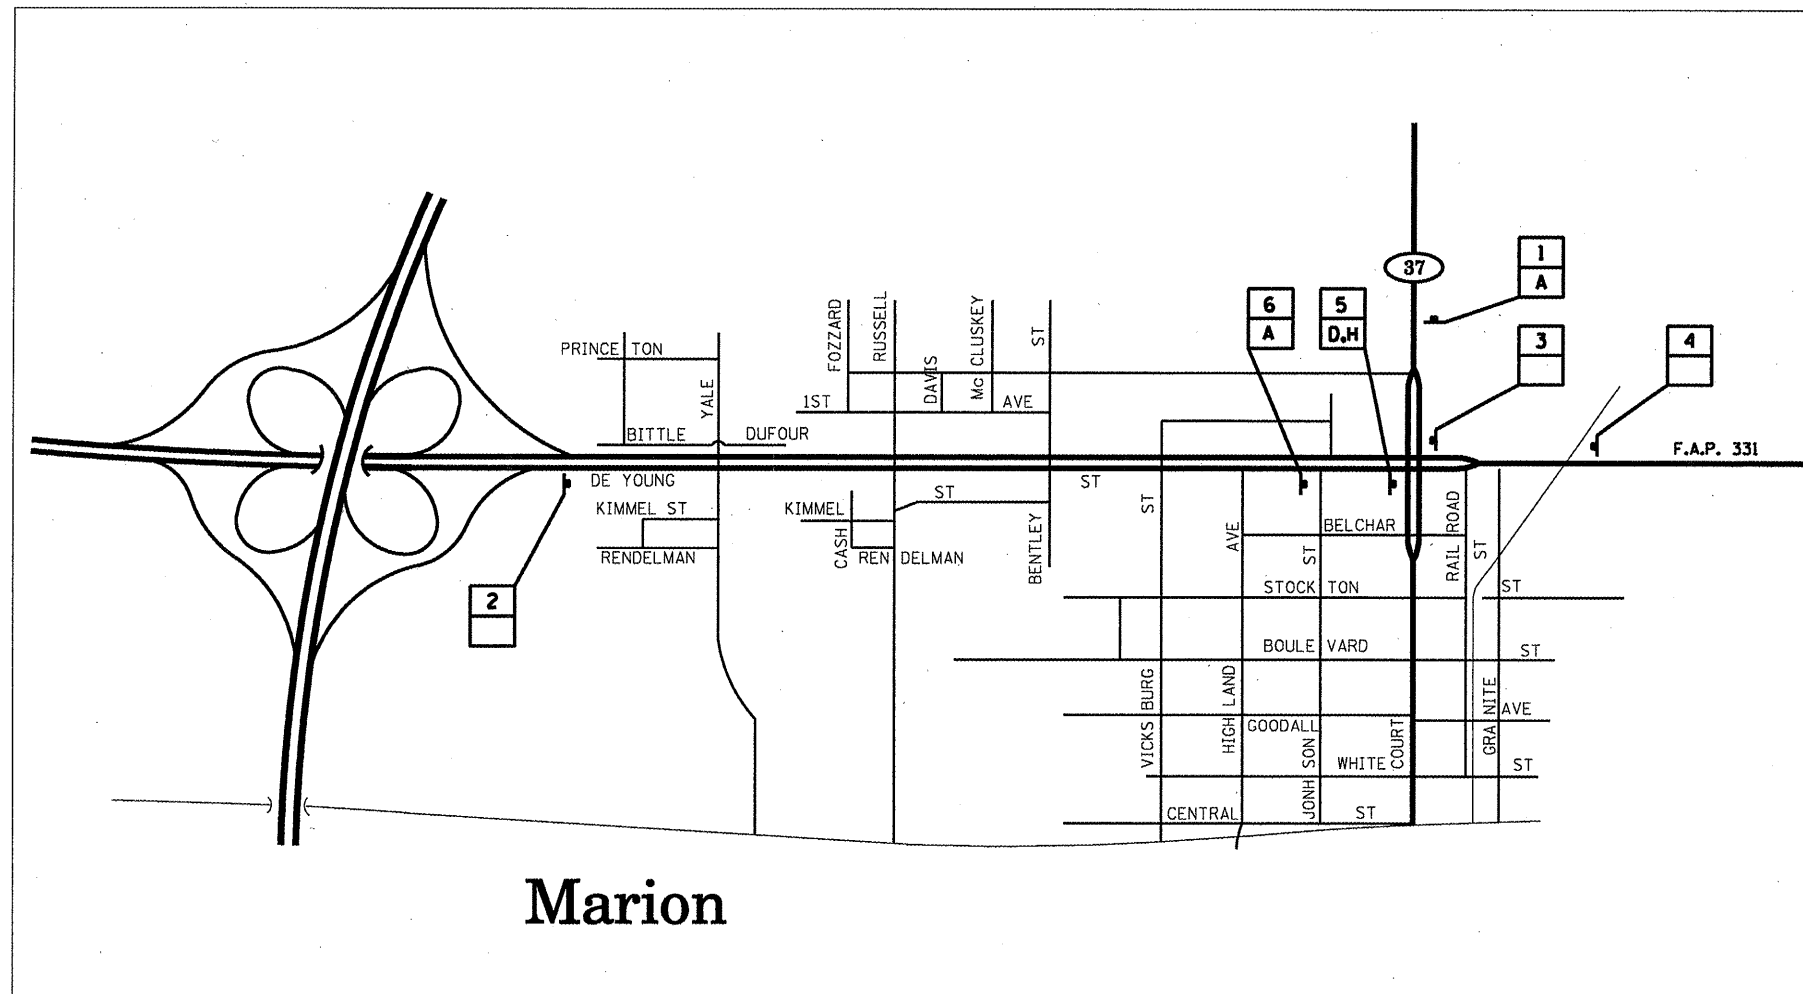 37
1
A
6
A
5
D.H
3
4
FOZZARD
RUSSELL
Mc CLUSKEY
ST
PRINCE TON
DAVIS
YALE
1ST AVE
BITTLE DUFOUR
F.A.P. 331
DE YOUNG ST
KIMMEL ST
KIMMEL ST
RENDELMAN
CASH
REN DELMAN
BENTLEY
ST
AVE
ST
BELCHAR
RAIL ROAD
ST
2
STOCK TON ST
BOULE VARD ST
VICKS BURG
HIGH LAND
GOODALL AVE
JONH SON
COURT
GRA NITE
WHITE ST
CENTRAL ST
Marion